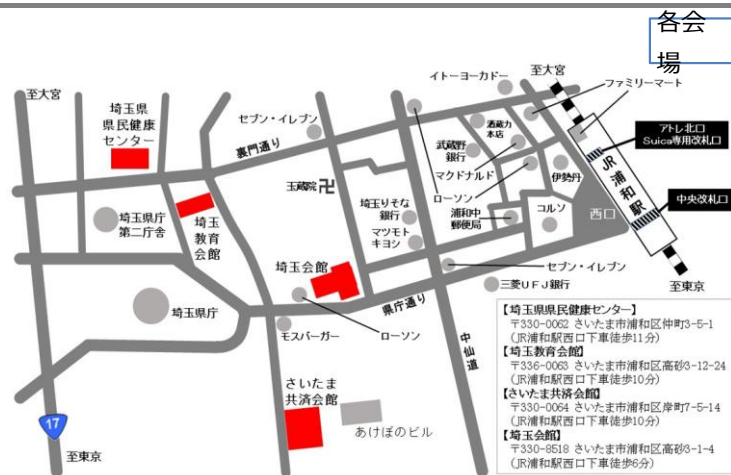 各会
場
至大宮
埼玉県
県民健康
センター
セブン・イレブン
裏門通り
イトーヨーカドー
至大宮
ファミリーマート
酒蔵力
本店
武蔵野
銀行
マクドナルド
ローソン
伊勢丹
アトレ北口
Suica専用改札口
JR浦和駅
中央改札口
玉蔵院
卍
埼玉りそな
銀行
マツモト
キヨシ
浦和中
郵便局
コルソ
西口
埼玉県庁
第二庁舎
埼玉
教育
会館
埼玉会館
セブン・イレブン
三菱UFJ銀行
至東京
埼玉県庁
県庁通り
モスバーガー
ローソン
中山道
さいたま
共済会館
あけぼのビル
17
至東京
【埼玉県県民健康センター】
〒330-0062 さいたま市浦和区仲町3-5-1
(JR浦和駅西口下車徒歩11分)
【埼玉教育会館】
〒336-0063 さいたま市浦和区高砂3-12-24
(JR浦和駅西口下車徒歩10分)
【さいたま共済会館】
〒330-0064 さいたま市浦和区岸町7-5-14
(JR浦和駅西口下車徒歩10分)
【埼玉会館】
〒330-8518 さいたま市浦和区高砂3-1-4
(JR浦和駅西口下車徒歩6分)